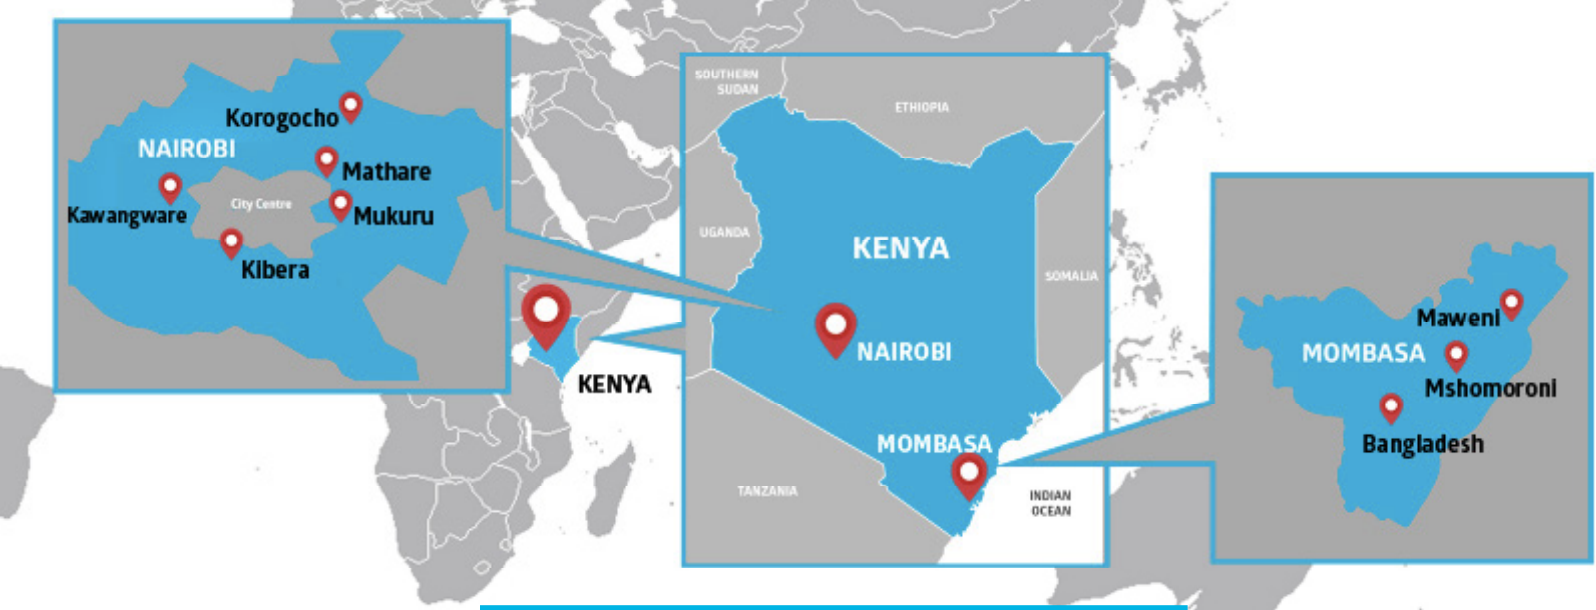 Korogocho
NAIROBI
Mathare
Kawangware
City Centre
Mukuru
Kibera
KENYA
SOUTHERN
SUDAN
ETHIOPIA
UGANDA
KENYA
SOMALIA
NAIROBI
MOMBASA
TANZANIA
INDIAN
OCEAN
Maweni
MOMBASA
Mshomoroni
Bangladesh